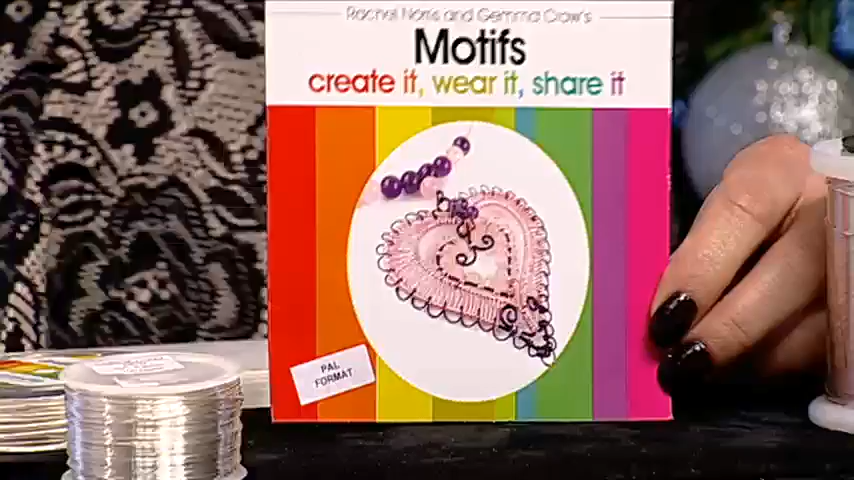 Rachel Norris and Gemma Crow's
Motifs
create it, wear it, share it
PAL
FORMAT